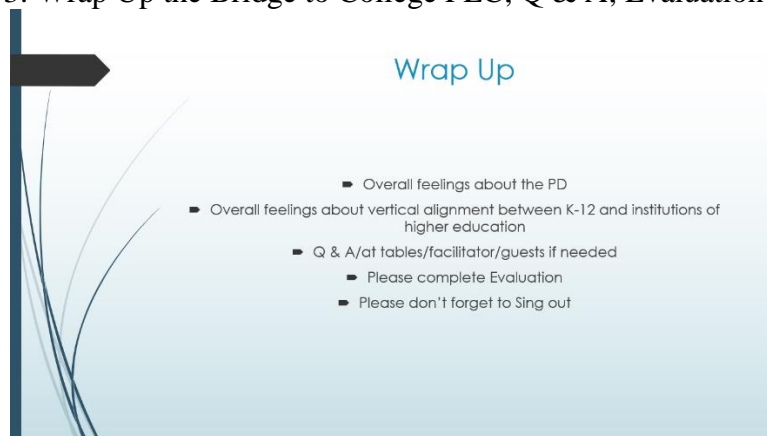 3. Wrap Up the Bridge to College PLC, Q & A, Evaluation
Wrap Up
Overall feelings about the PD
Overall feelings about vertical alignment between K-12 and institutions of
higher education
Q & A/at tables/facilitator/guests if needed
Please complete Evaluation
Please don't forget to Sing out